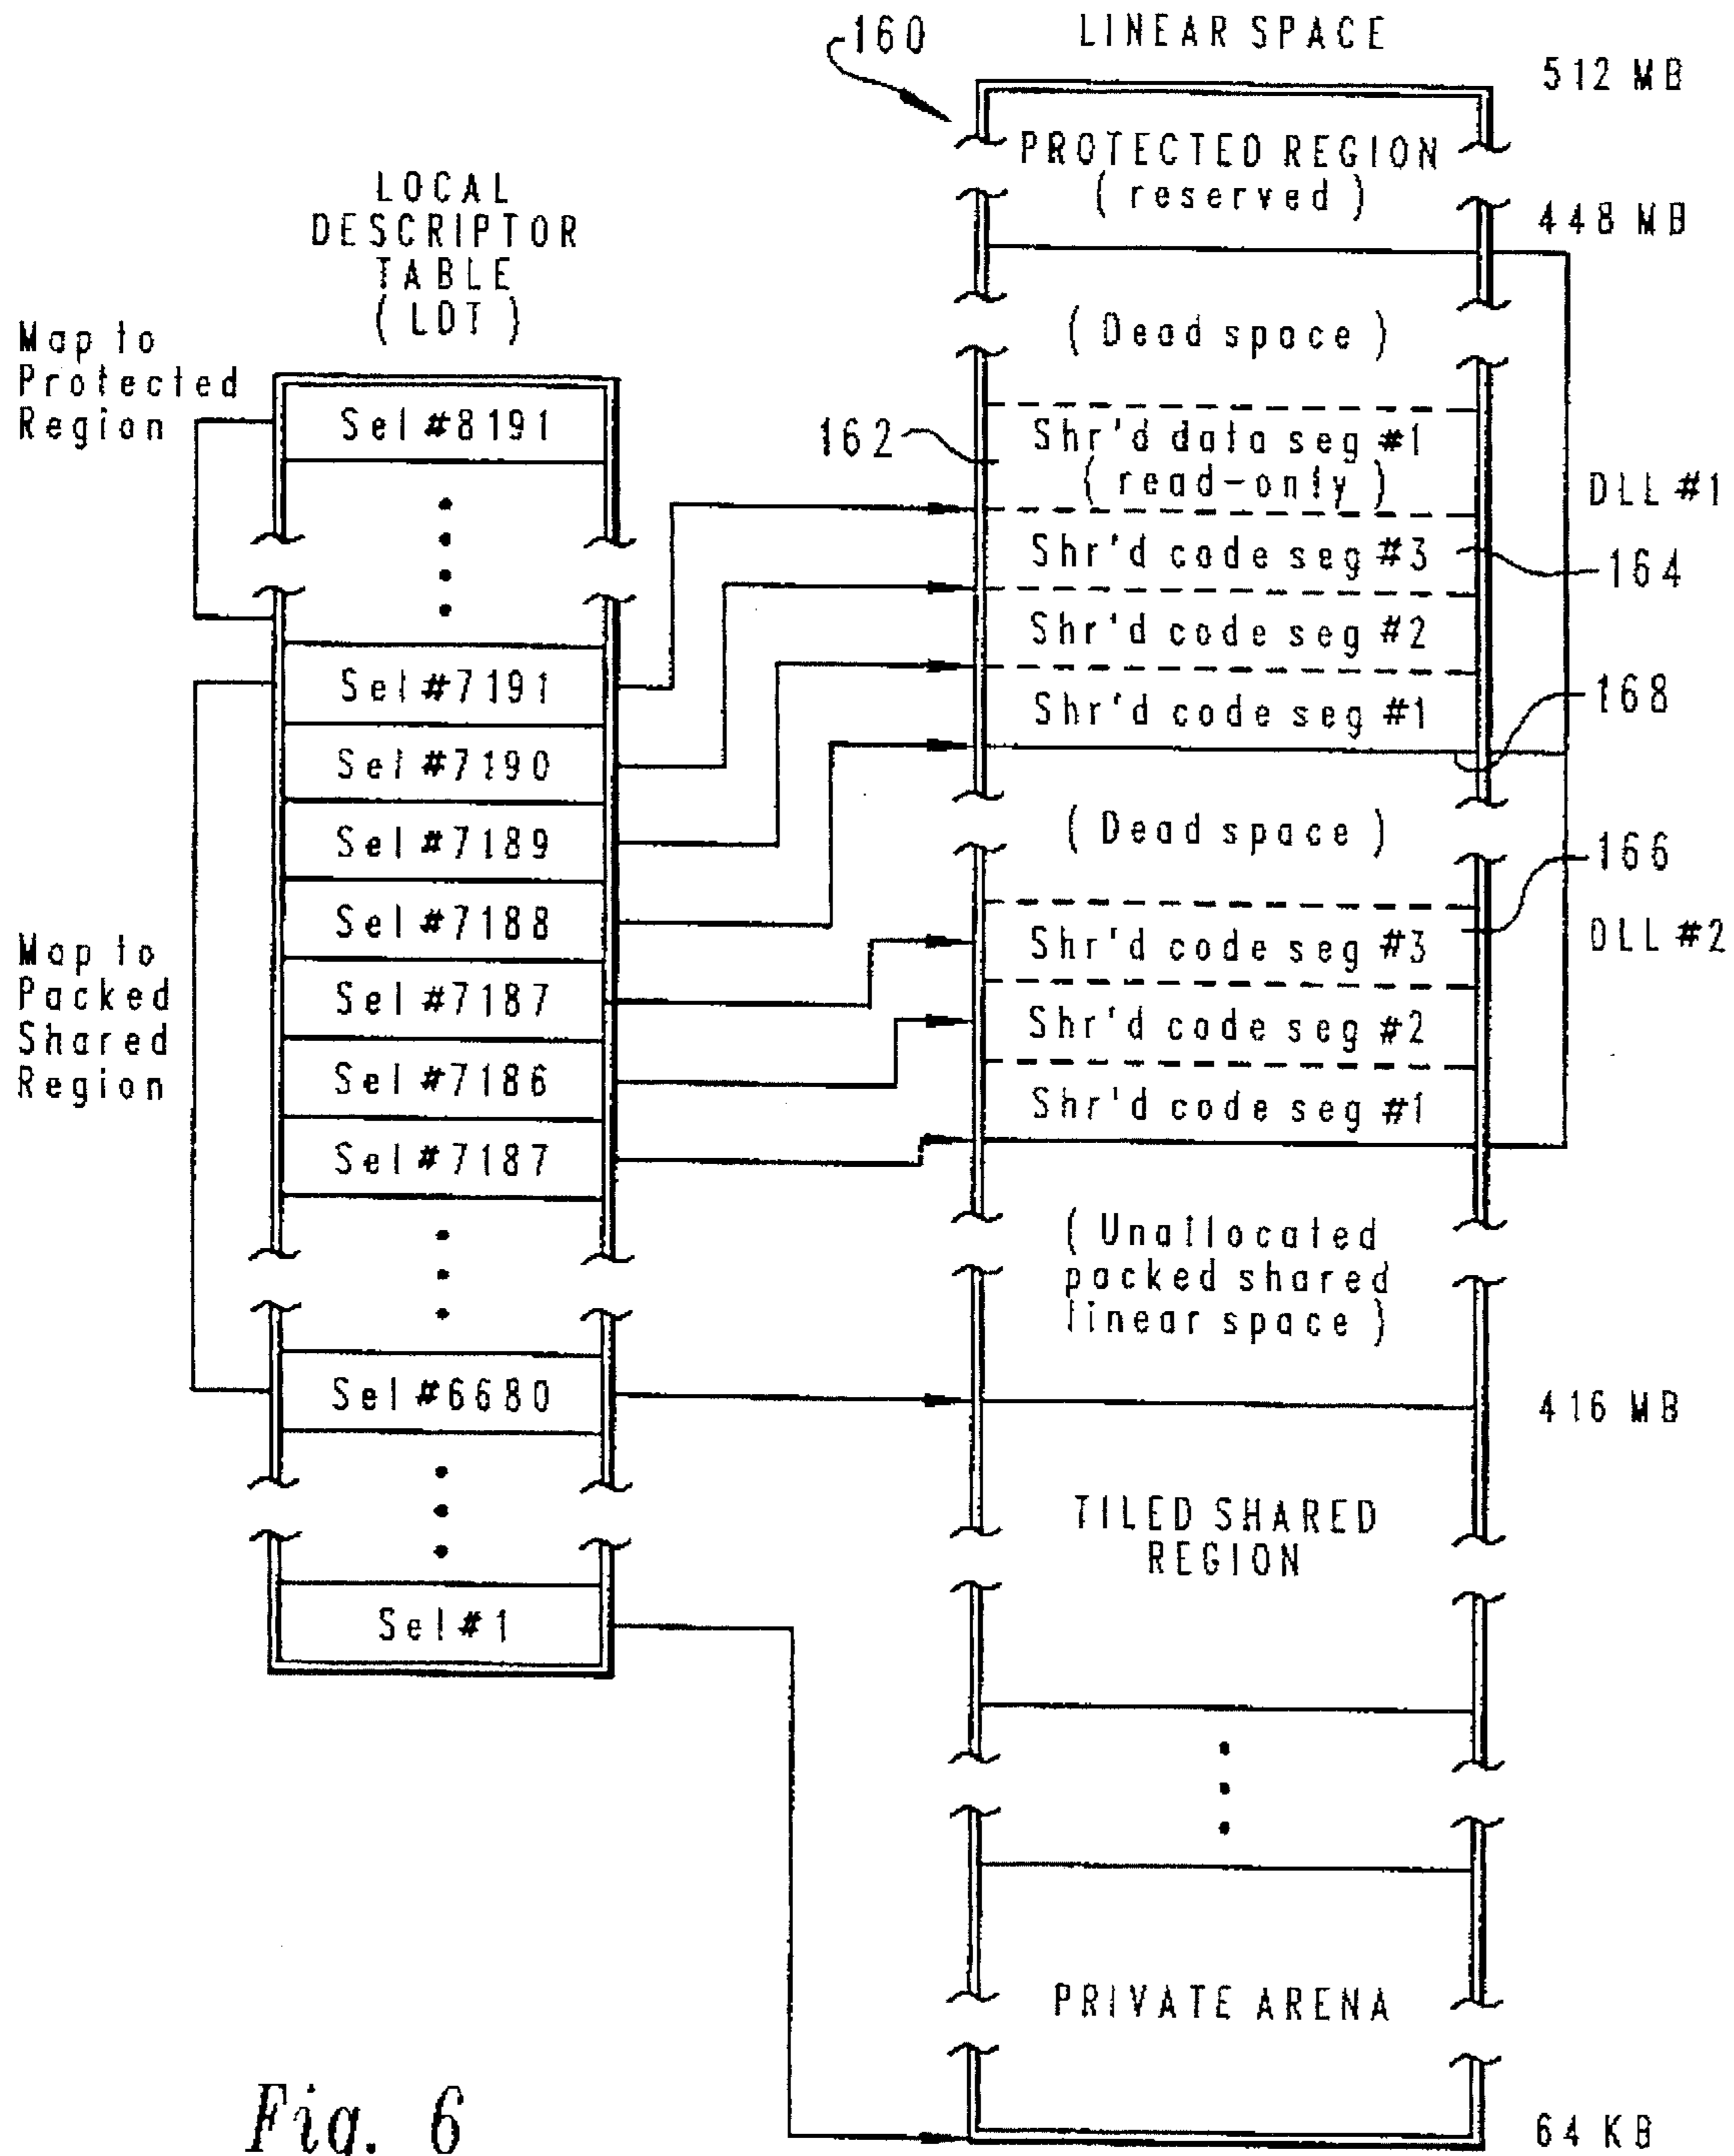 160
LINEAR SPACE
512 MB
PROTECTED REGION
( reserved )
448 MB
LOCAL
DESCRIPTOR
TABLE
( LDT )
Map to
Protected
Region
Sel #8191
( Dead space )
162
Shr'd data seg #1
( read-only )
DLL #1
Shr'd code seg #3
164
Shr'd code seg #2
Sel #7191
Shr'd code seg #1
168
Sel #7190
Sel #7189
( Dead space )
166
Sel #7188
Shr'd code seg #3
DLL #2
Map to
Packed
Shared
Region
Sel #7187
Shr'd code seg #2
Sel #7186
Shr'd code seg #1
Sel #7187
( Unallocated
packed shared
linear space )
Sel #6680
416 MB
TILED SHARED
REGION
Sel #1
PRIVATE ARENA
64 KB
Fig. 6